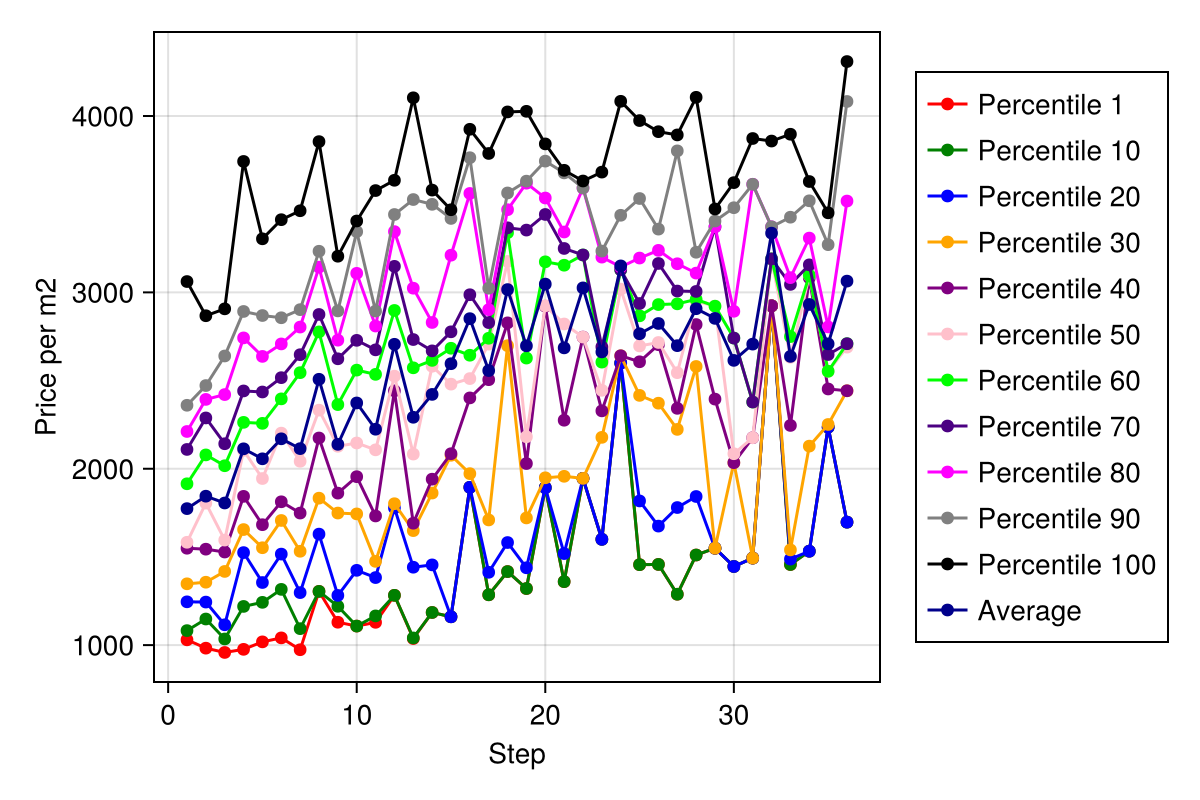 4000
3000
2000
1000
Price per m2
0 10 20 30
Step
Percentile 1
Percentile 10
Percentile 20
Percentile 30
Percentile 40
Percentile 50
Percentile 60
Percentile 70
Percentile 80
Percentile 90
Percentile 100
Average